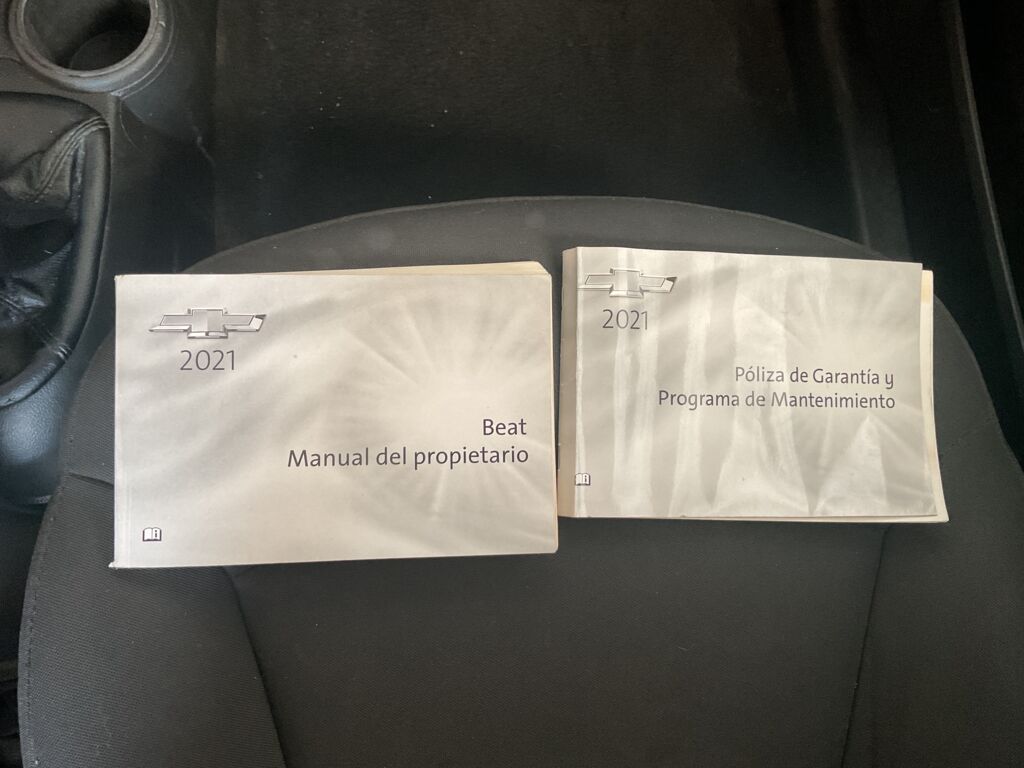 2021
Beat
Manual del propietario
2021
Póliza de Garantía y
Programa de Mantenimiento